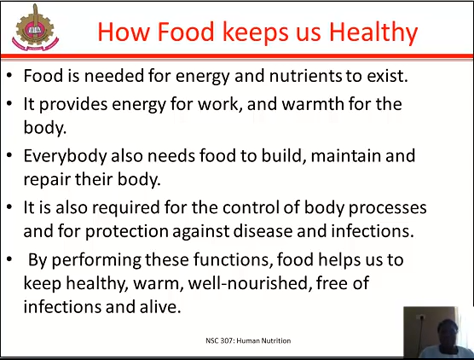 How Food keeps us Healthy
• Food is needed for energy and nutrients to exist.
• It provides energy for work, and warmth for the
body.
• Everybody also needs food to build, maintain and
repair their body.
• It is also required for the control of body processes
and for protection against disease and infections.
• By performing these functions, food helps us to
keep healthy, warm, well-nourished, free of
infections and alive.
NSC 307: Human Nutrition